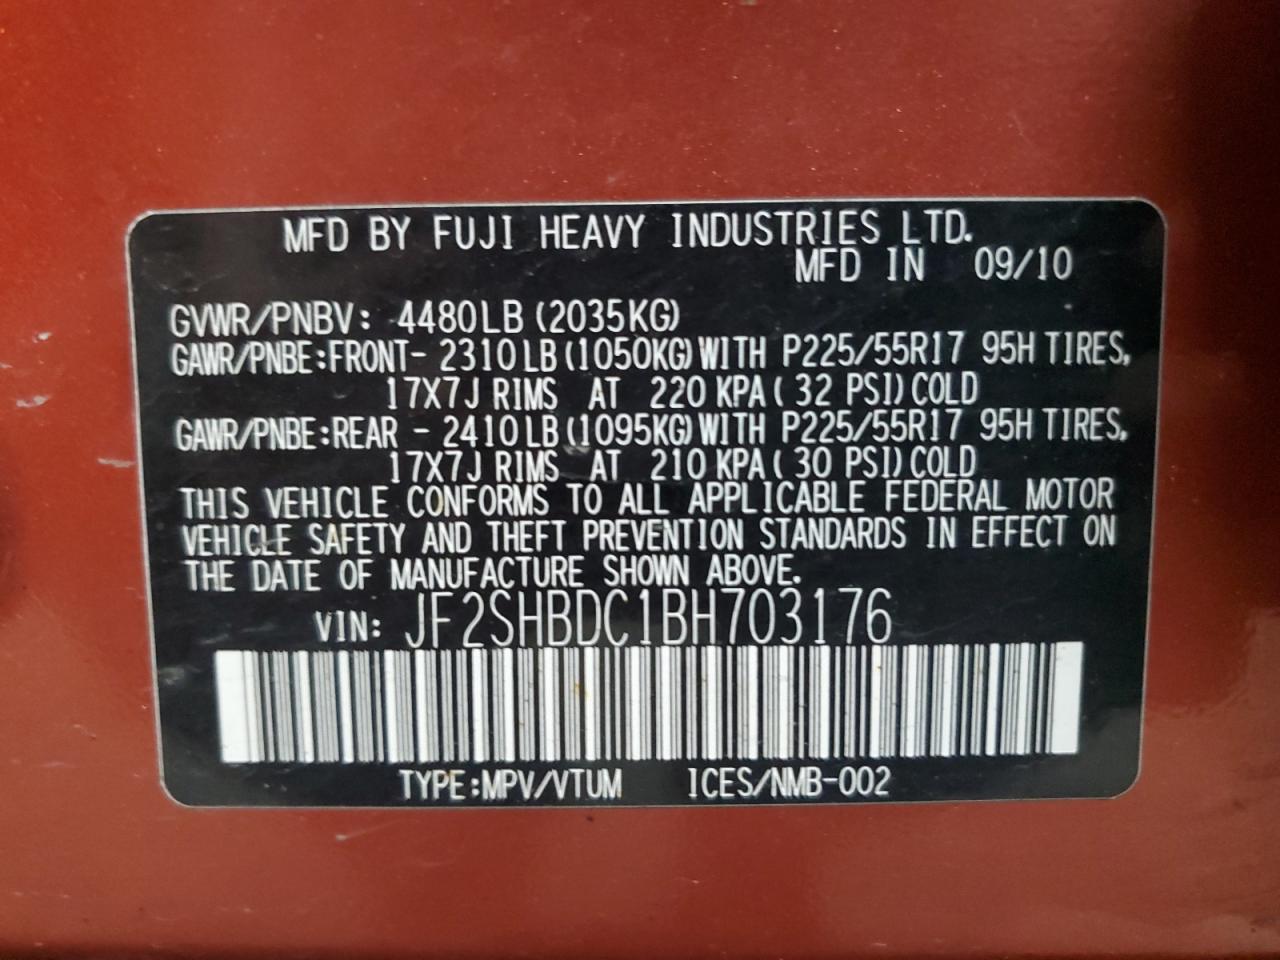 MFD BY FUJI HEAVY INDUSTRIES LTD.
MFD IN 09/10
GVWR/PNBV: 4480LB (2035KG)
GAWR/PNBE:FRONT- 2310LB (1050KG) WITH P225/55R17 95H TIRES,
17X7J RIMS AT 220 KPA ( 32 PSI) COLD
GAWR/PNBE:REAR - 2410LB (1095KG) WITH P225/55R17 95H TIRES,
17X7J RIMS AT 210 KPA ( 30 PSI) COLD
THIS VEHICLE CONFORMS TO ALL APPLICABLE FEDERAL MOTOR
VEHICLE SAFETY AND THEFT PREVENTION STANDARDS IN EFFECT ON
THE DATE OF MANUFACTURE SHOWN ABOVE.
VIN: JF2SHBDC1BH703176
TYPE:MPV/VTUM ICES/NMB-002